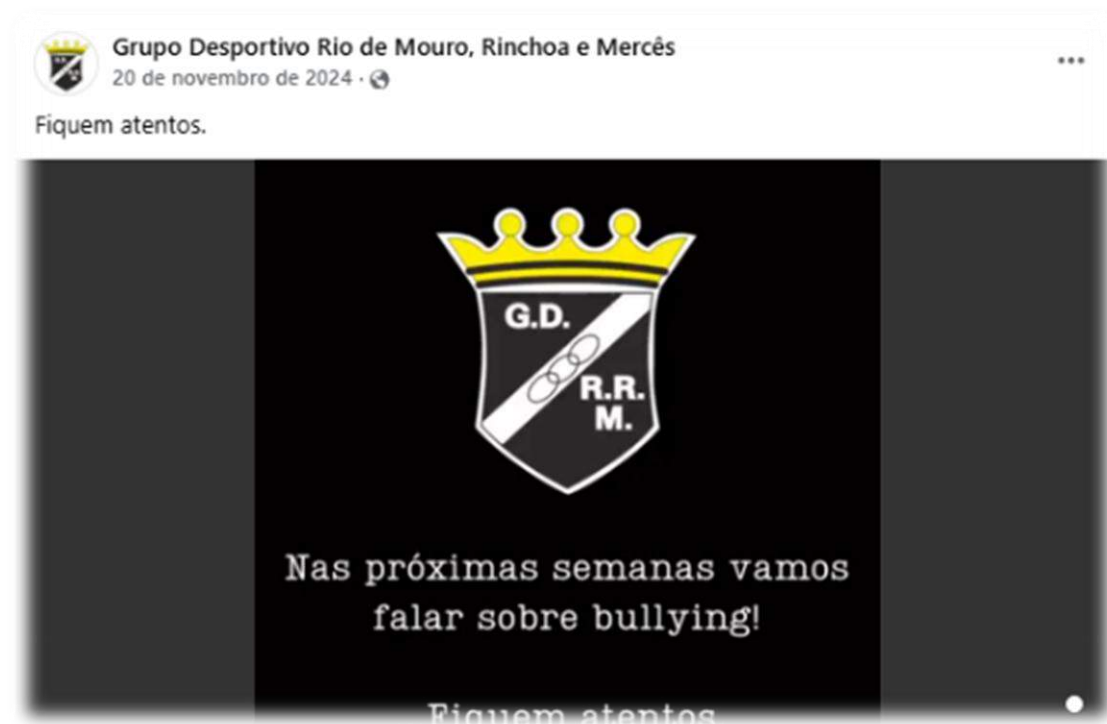 Grupo Desportivo Rio de Mouro, Rinchoa e Mercês
20 de novembro de 2024 ·
Fiquem atentos.
G.D.
R.R.
M.
Nas próximas semanas vamos
falar sobre bullying!
Fiquem atentos